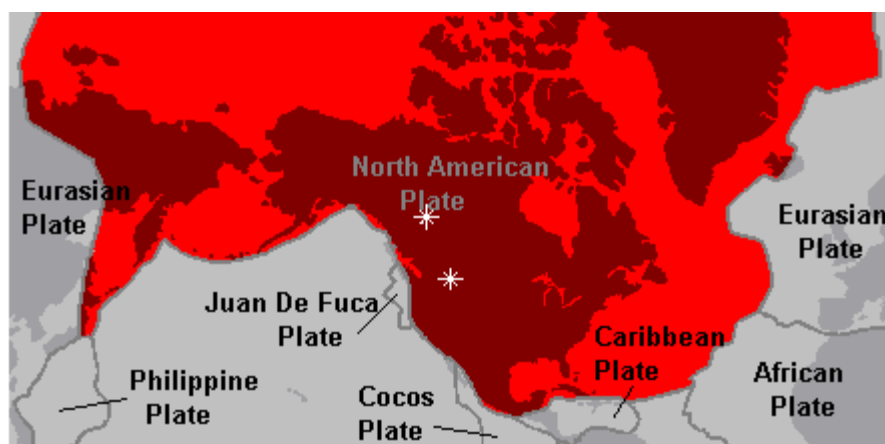 North American
Plate
Eurasian
Plate
Eurasian
Plate
Juan De Fuca
Plate
Caribbean
Plate
African
Plate
Philippine
Plate
Cocos
Plate